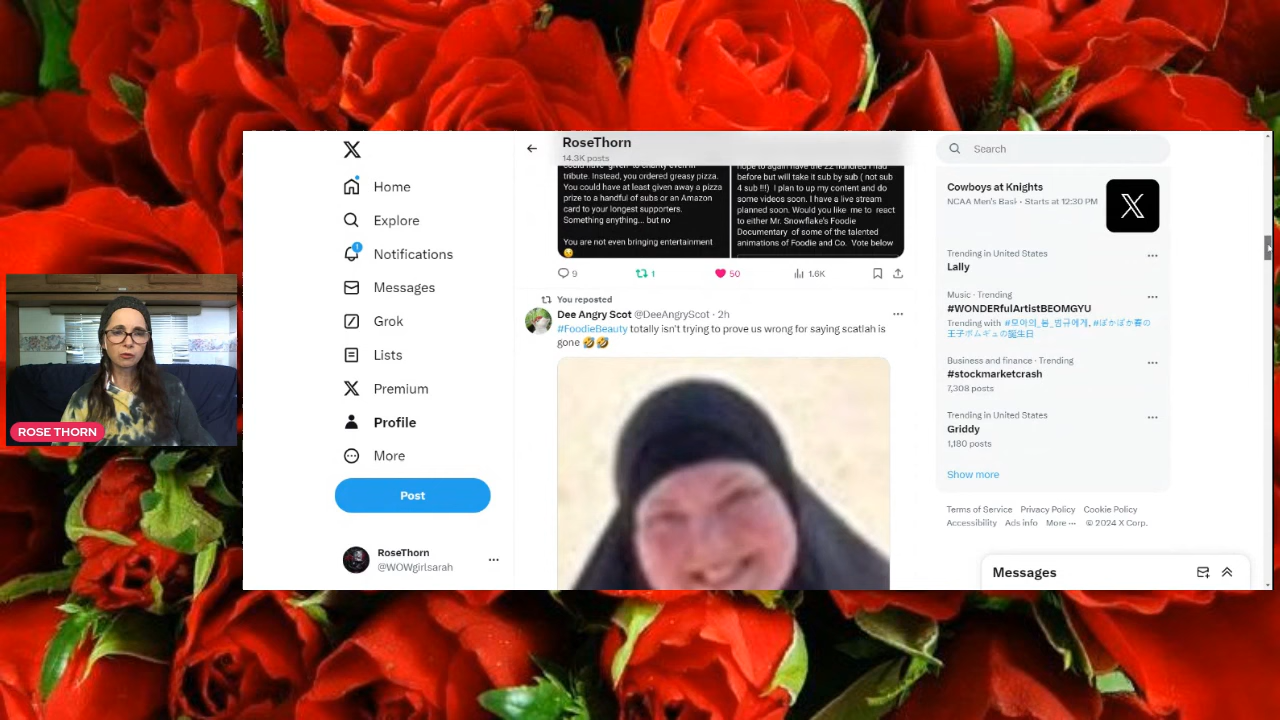 RoseThorn
14.3K posts
tribute. Instead, you ordered greasy pizza.
You could have at least given away a pizza
prize to a handful of subs or an Amazon
card to your longest supporters.
Something anything... but no
You are not even bringing entertainment
before but will take it sub by sub ( not sub
4 sub !!!) I plan to up my content and do
some videos soon. I have a live stream
planned soon. Would you like me to react
to either Mr. Snowflake's Foodie
Documentary of some of the talented
animations of Foodie and Co. Vote below
9
1
50
1.6K
You reposted
Dee Angry Scot @DeeAngryScot · 2h
#FoodieBeauty totally isn't trying to prove us wrong for saying scatlah is
gone 🤣🤣
Home
Explore
1
Notifications
Messages
Grok
Lists
Premium
Profile
More
Post
RoseThorn
@WOWgirlsarah
Search
Cowboys at Knights
NCAA Men's Bas · Starts at 12:30 PM
Trending in United States
Lally
Music · Trending
#WONDERfulArtistBEOMGYU
Trending with
Business and finance · Trending
#stockmarketcrash
7,308 posts
Trending in United States
Griddy
1,180 posts
Show more
Terms of Service Privacy Policy Cookie Policy
Accessibility Ads info More ··· © 2024 X Corp.
Messages
ROSE THORN